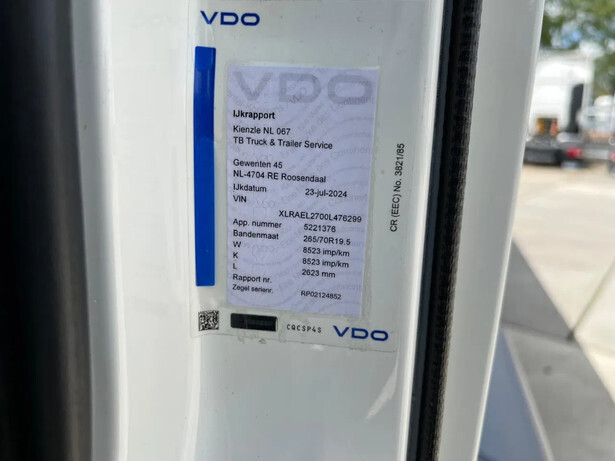 VDO
VDO
IJkrapport
Kienzle NL 067
TB Truck & Trailer Service
Gewenten 45
NL-4704 RE Roosendaal
IJkdatum 23-jul-2024
VIN
XLRAEL2700L476299
App. nummer 5221376
Bandenmaat 265/70R19.5
W 8523 imp/km
K 8523 imp/km
L 2623 mm
Rapport nr.
Zegel serienr. RP02124852
CR (EEC) No. 3821/85
CQCSP4S
VDO